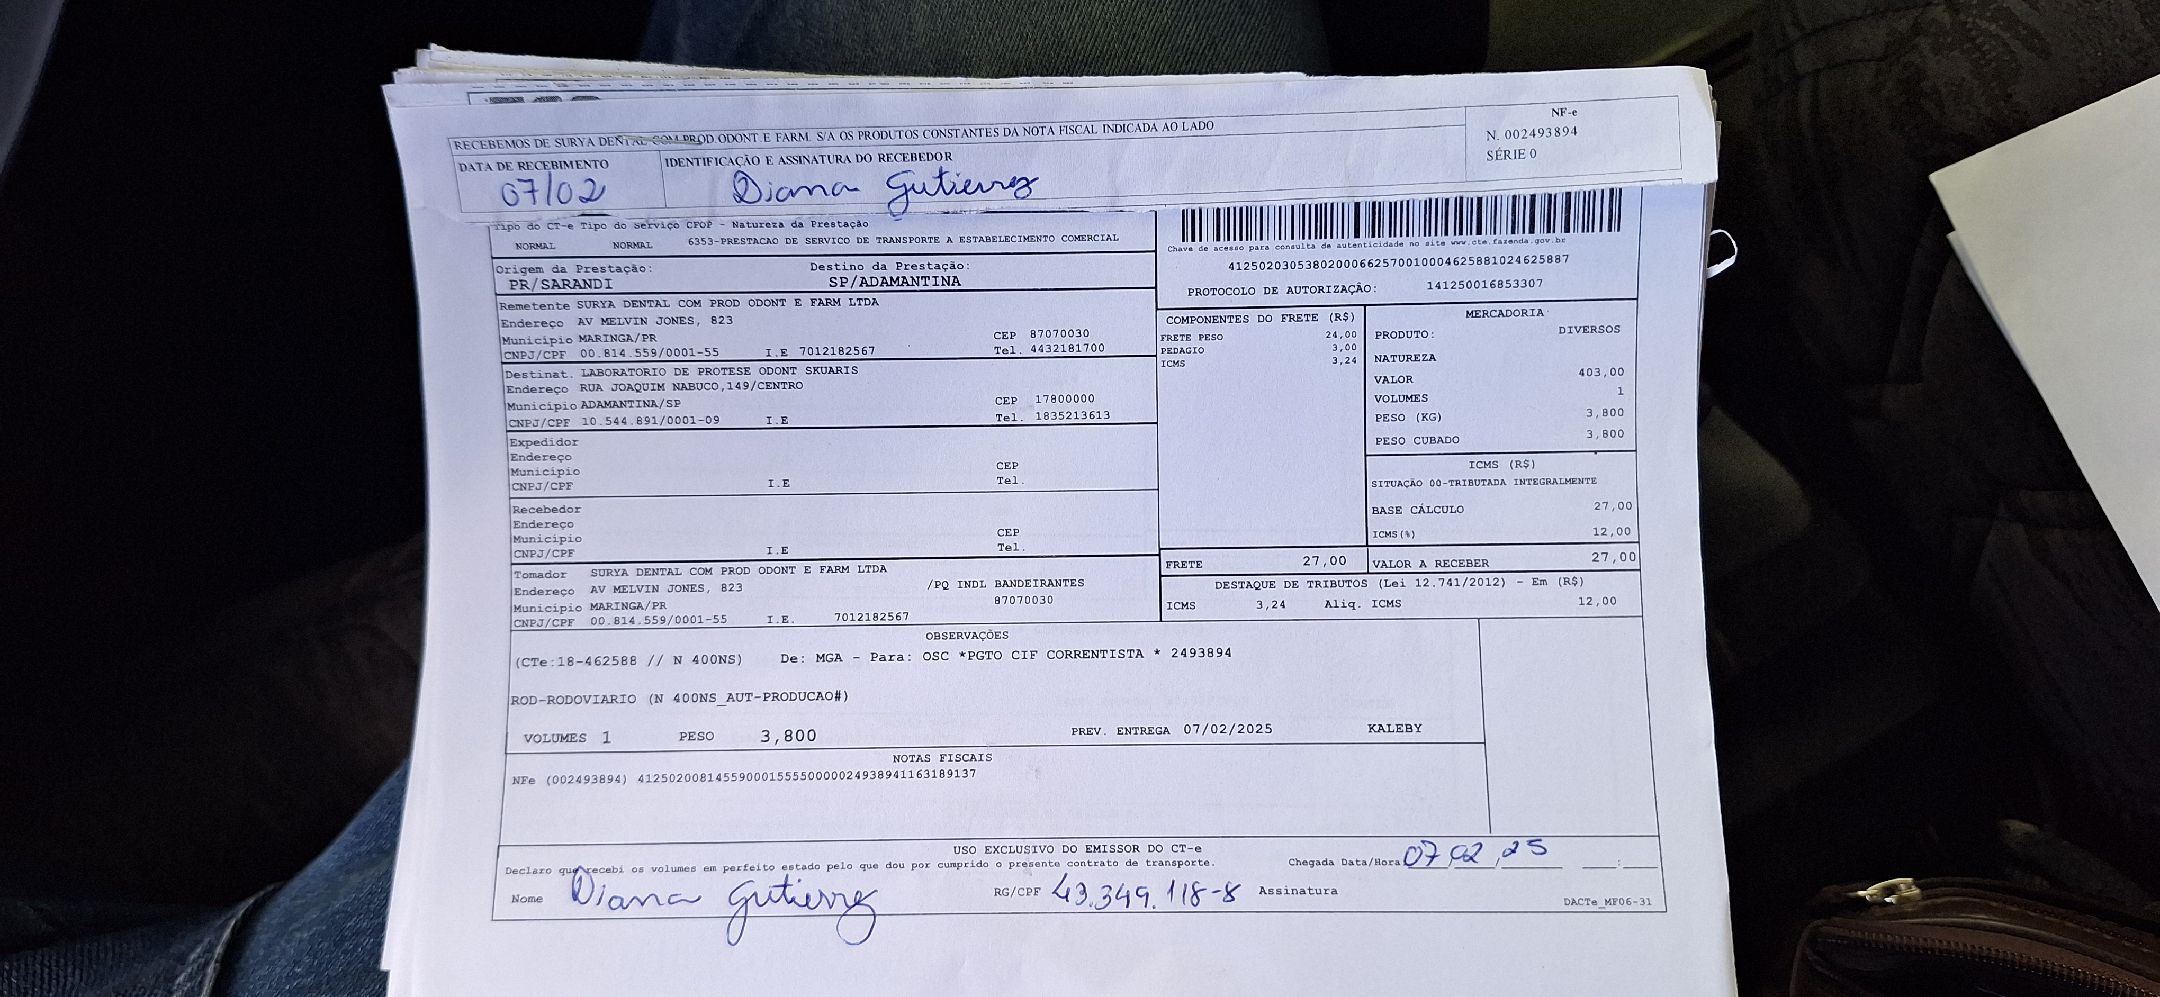 RECEBEMOS DE SURYA DENTAL COM PROD ODONT E FARM. S/A OS PRODUTOS CONSTANTES DA NOTA FISCAL INDICADA AO LADO
NF-e
N. 002493894
SÉRIE 0
DATA DE RECEBIMENTO
07/02
IDENTIFICAÇÃO E ASSINATURA DO RECEBEDOR
Diana Gutierrez
Tipo do CT-e Tipo do Serviço CFOP - Natureza da Prestação
NORMAL NORMAL 6353-PRESTACAO DE SERVICO DE TRANSPORTE A ESTABELECIMENTO COMERCIAL
Chave de acesso para consulta de autenticidade no site www.cte.fazenda.gov.br
41250203053802000662570010004625881024625887
PROTOCOLO DE AUTORIZAÇÃO: 141250016853307
Origem da Prestação: Destino da Prestação:
PR/SARANDI SP/ADAMANTINA
Remetente SURYA DENTAL COM PROD ODONT E FARM LTDA
Endereço AV MELVIN JONES, 823
Município MARINGA/PR CEP 87070030
CNPJ/CPF 00.814.559/0001-55 I.E 7012182567 Tel. 4432181700
Destinat. LABORATORIO DE PROTESE ODONT SKUARIS
Endereço RUA JOAQUIM NABUCO,149/CENTRO
Município ADAMANTINA/SP CEP 17800000
CNPJ/CPF 10.544.891/0001-09 I.E Tel. 1835213613
Expedidor
Endereço
Município CEP
CNPJ/CPF I.E Tel.
Recebedor
Endereço
Município CEP
CNPJ/CPF I.E Tel.
Tomador SURYA DENTAL COM PROD ODONT E FARM LTDA
Endereço AV MELVIN JONES, 823 /PQ INDL BANDEIRANTES
Município MARINGA/PR 87070030
CNPJ/CPF 00.814.559/0001-55 I.E. 7012182567
COMPONENTES DO FRETE (R$)
FRETE PESO 24,00
PEDAGIO 3,00
ICMS 3,24
FRETE 27,00
MERCADORIA
PRODUTO: DIVERSOS
NATUREZA
VALOR 403,00
VOLUMES 1
PESO (KG) 3,800
PESO CUBADO 3,800
ICMS (R$)
SITUAÇÃO 00-TRIBUTADA INTEGRALMENTE
BASE CÁLCULO 27,00
ICMS(%) 12,00
VALOR A RECEBER 27,00
DESTAQUE DE TRIBUTOS (Lei 12.741/2012) - Em (R$)
ICMS 3,24 Aliq. ICMS 12,00
OBSERVAÇÕES
(CTe:18-462588 // N 400NS) De: MGA - Para: OSC *PGTO CIF CORRENTISTA * 2493894
ROD-RODOVIARIO (N 400NS_AUT-PRODUCAO#)
VOLUMES 1 PESO 3,800 PREV. ENTREGA 07/02/2025 KALEBY
NOTAS FISCAIS
NFe (002493894) 41250200814559000155550000024938941163189137
USO EXCLUSIVO DO EMISSOR DO CT-e
Declaro que recebi os volumes em perfeito estado pelo que dou por cumprido o presente contrato de transporte. Chegada Data/Hora 07 02 25
Nome Diana Gutierrez RG/CPF 43.349.118-8 Assinatura
DACTe_MF06-31